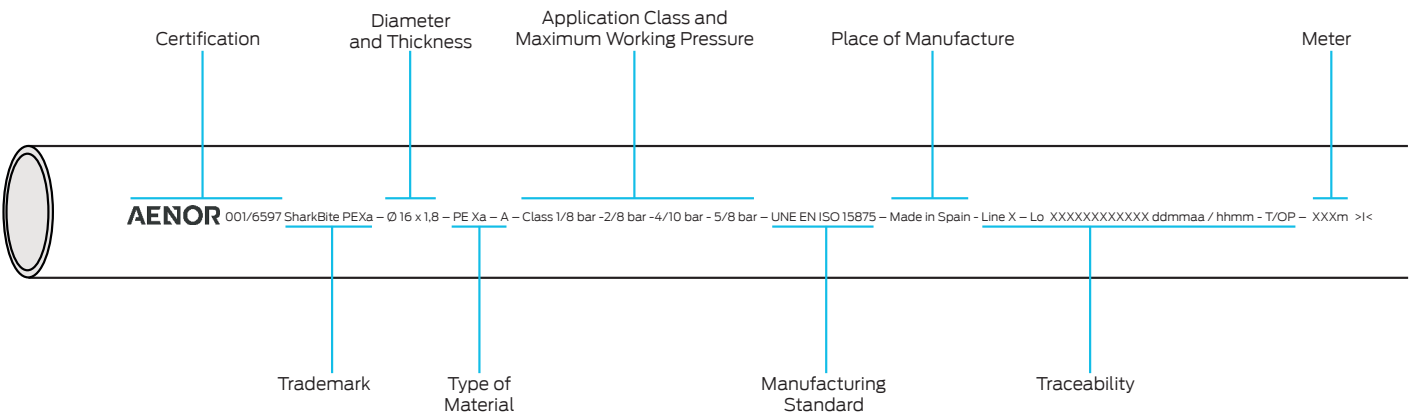 Certification
Diameter
and Thickness
Application Class and
Maximum Working Pressure
Place of Manufacture
Meter
AENOR 001/6597 SharkBite PEXa – Ø 16 x 1,8 – PE Xa – A – Class 1/8 bar -2/8 bar -4/10 bar - 5/8 bar – UNE EN ISO 15875 – Made in Spain - Line X – Lo XXXXXXXXXXXX ddmmaa / hhmm - T/OP – XXXm >I<
Trademark
Type of
Material
Manufacturing
Standard
Traceability